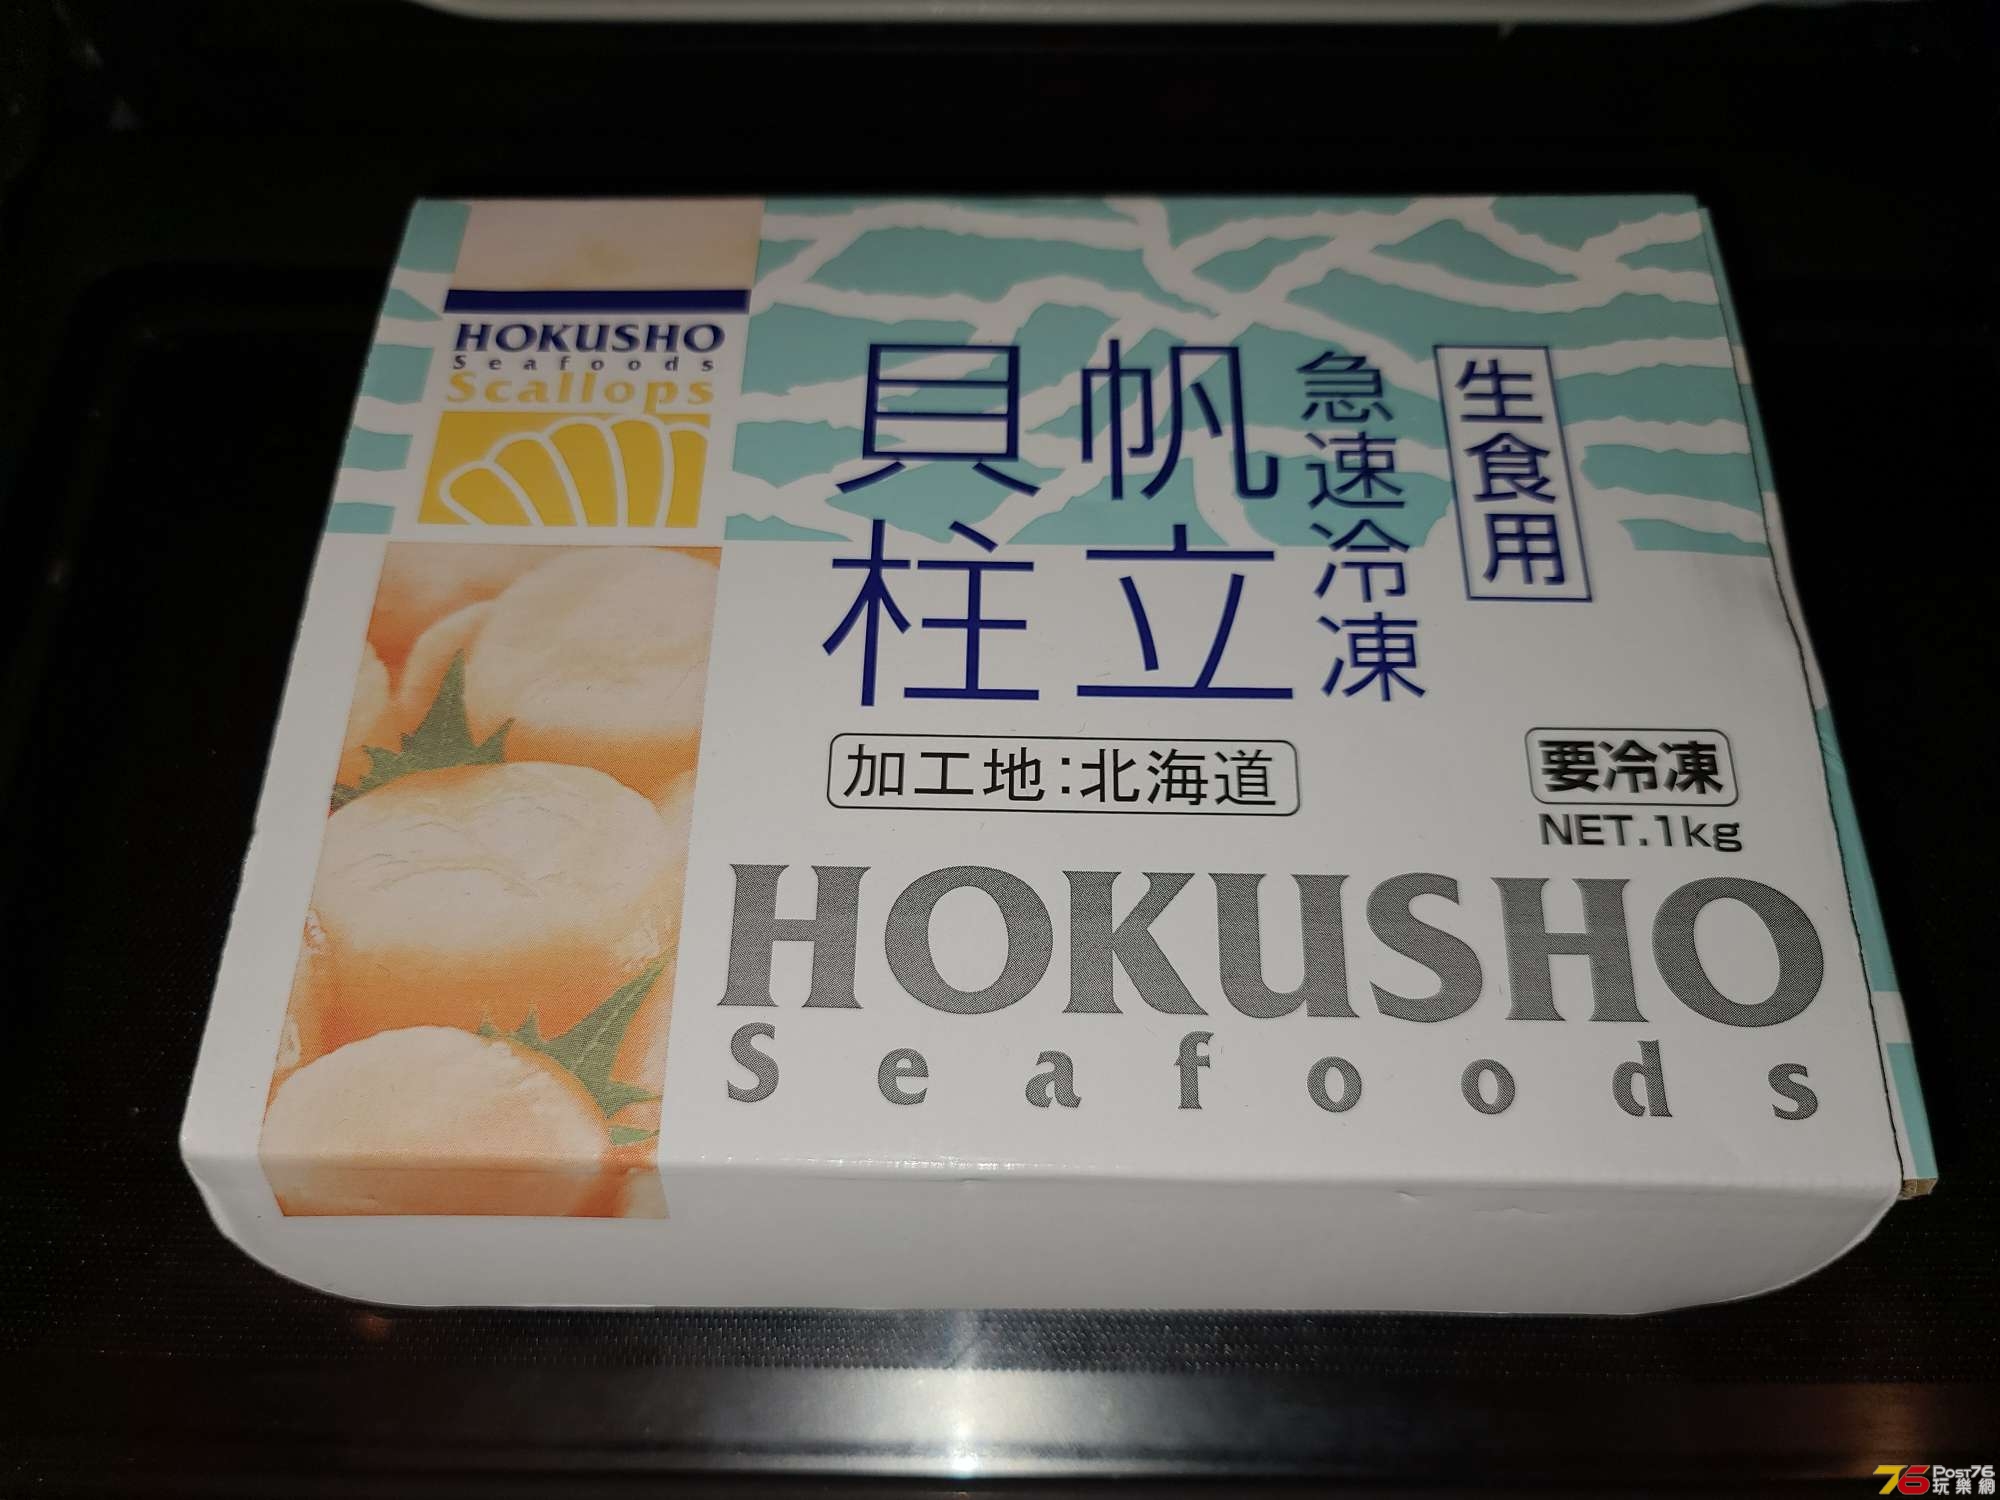 HOKUSHO
Seafoods
Scallops
生食用
急速冷凍
帆立
貝柱
加工地:北海道
要冷凍
NET.1kg
HOKUSHO
Seafoods
76 Post76
玩樂網